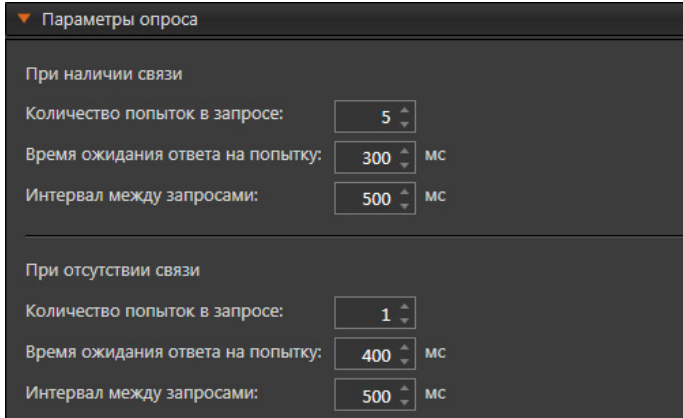 Параметры опроса
При наличии связи
Количество попыток в запросе: 5
Время ожидания ответа на попытку: 300 мс
Интервал между запросами: 500 мс
При отсутствии связи
Количество попыток в запросе: 1
Время ожидания ответа на попытку: 400 мс
Интервал между запросами: 500 мс